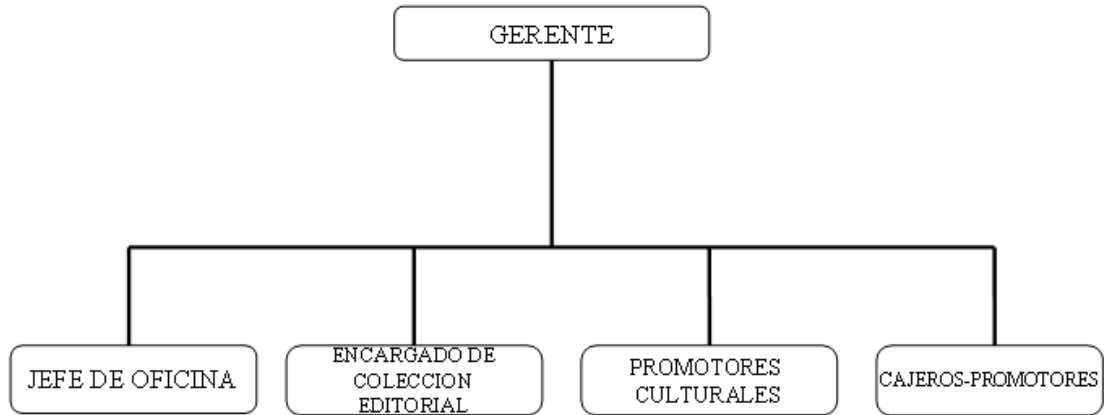 GERENTE
JEFE DE OFICINA
ENCARGADO DE
COLECCION
EDITORIAL
PROMOTORES
CULTURALES
CAJEROS-PROMOTORES